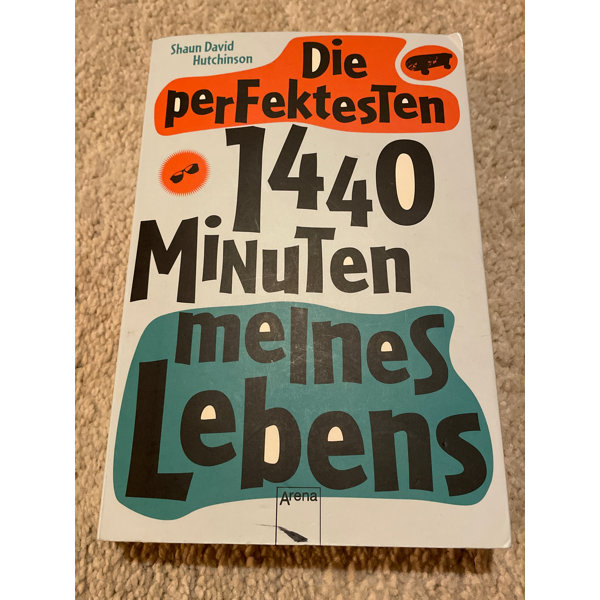 Shaun David
Hutchinson
Die
perfektesten
1440
Minuten
meines
Lebens
Arena